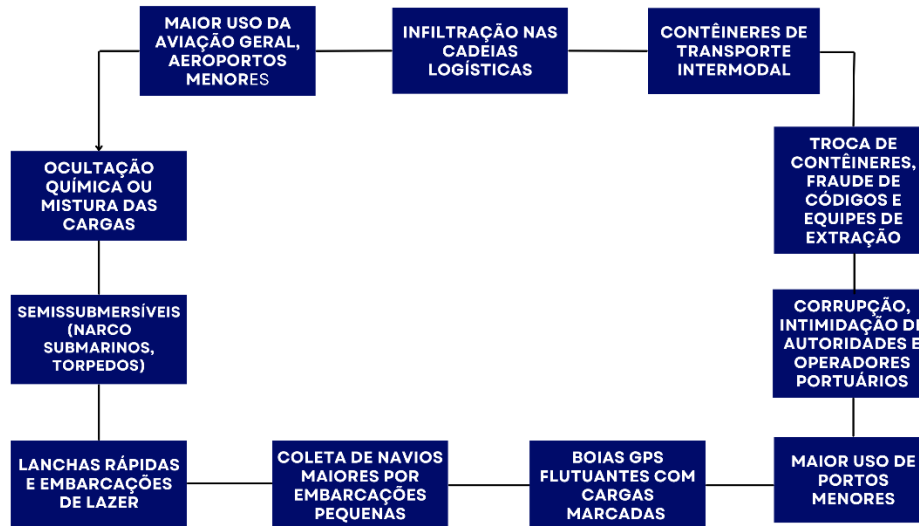 MAIOR USO DA
AVIAÇÃO GERAL,
AEROPORTOS
MENORES
INFILTRAÇÃO NAS
CADEIAS
LOGÍSTICAS
CONTÊINERES DE
TRANSPORTE
INTERMODAL
OCULTAÇÃO
QUÍMICA OU
MISTURA DAS
CARGAS
TROCA DE
CONTÊINERES,
FRAUDE DE
CÓDIGOS E
EQUIPES DE
EXTRAÇÃO
SEMISSUBMERSÍVEIS
(NARCO
SUBMARINOS,
TORPEDOS)
CORRUPÇÃO,
INTIMIDAÇÃO DE
AUTORIDADES E
OPERADORES
PORTUÁRIOS
LANCHAS RÁPIDAS
E EMBARCAÇÕES
DE LAZER
COLETA DE NAVIOS
MAIORES POR
EMBARCAÇÕES
PEQUENAS
BOIAS GPS
FLUTUANTES COM
CARGAS
MARCADAS
MAIOR USO DE
PORTOS
MENORES